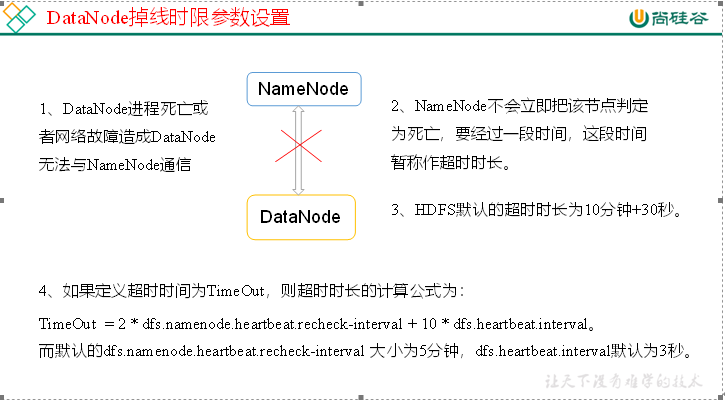 DataNode掉线时限参数设置
尚硅谷
NameNode
1、DataNode进程死亡或
者网络故障造成DataNode
无法与NameNode通信
2、NameNode不会立即把该节点判定
为死亡，要经过一段时间，这段时间
暂称作超时时长。
DataNode
3、HDFS默认的超时时长为10分钟+30秒。
4、如果定义超时时间为TimeOut，则超时时长的计算公式为：
TimeOut = 2 * dfs.namenode.heartbeat.recheck-interval + 10 * dfs.heartbeat.interval。
而默认的dfs.namenode.heartbeat.recheck-interval 大小为5分钟，dfs.heartbeat.interval默认为3秒。
让天下没有难学的技术